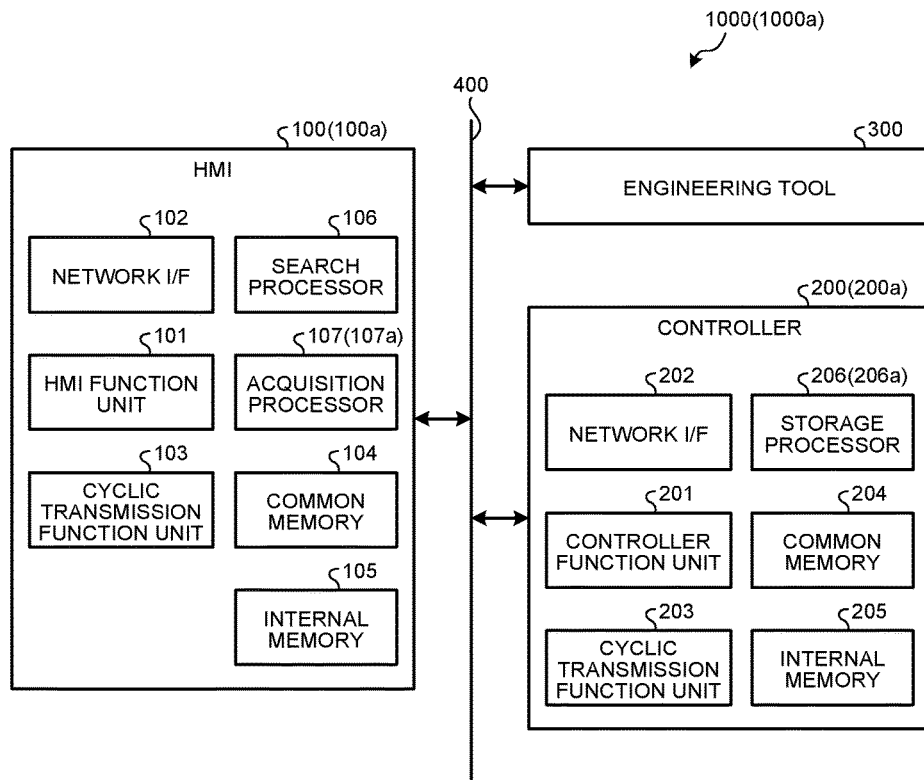 1000(1000a)
400
100(100a)
HMI
300
ENGINEERING TOOL
102
NETWORK I/F
106
SEARCH
PROCESSOR
101
HMI FUNCTION
UNIT
107(107a)
ACQUISITION
PROCESSOR
103
CYCLIC
TRANSMISSION
FUNCTION UNIT
104
COMMON
MEMORY
105
INTERNAL
MEMORY
200(200a)
CONTROLLER
202
NETWORK I/F
206(206a)
STORAGE
PROCESSOR
201
CONTROLLER
FUNCTION UNIT
204
COMMON
MEMORY
203
CYCLIC
TRANSMISSION
FUNCTION UNIT
205
INTERNAL
MEMORY